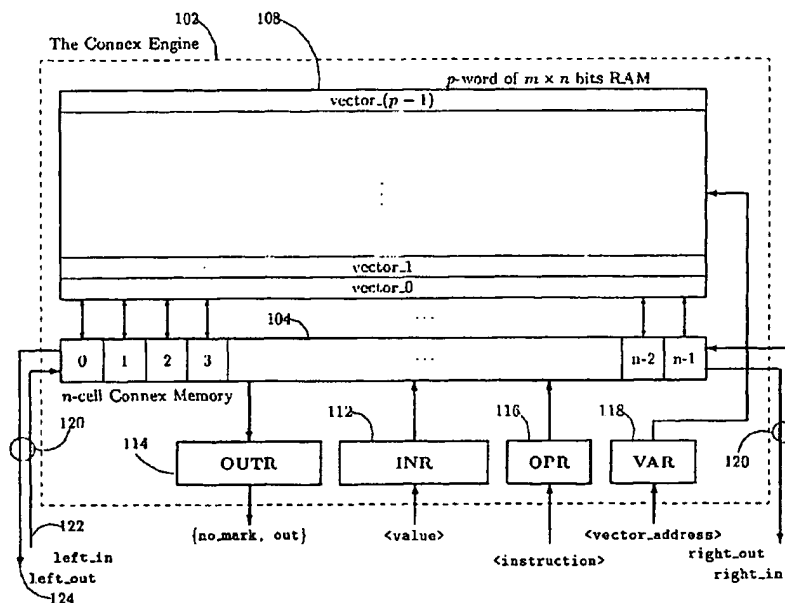 102
108
The Connex Engine
p-word of m × n bits RAM
vector_(p − 1)
vector_1
vector_0
104
0 1 2 3 n-2 n-1
n-cell Connex Memory
120
114
112
116
118
120
OUTR
INR
OPR
VAR
122
{no_mark, out}
<value>
<vector_address>
left_in
<instruction>
right_out
left_out
right_in
124